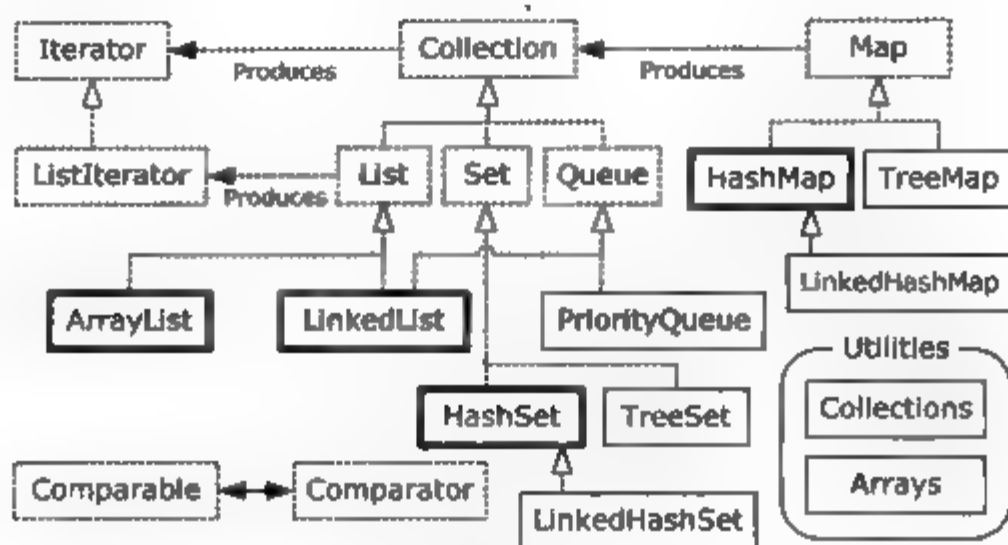 Iterator
Collection
Map
Produces
Produces
ListIterator
List
Set
Queue
HashMap
TreeMap
Produces
LinkedHashMap
ArrayList
LinkedList
PriorityQueue
Utilities
HashSet
TreeSet
Collections
Comparable
Comparator
Arrays
LinkedHashSet